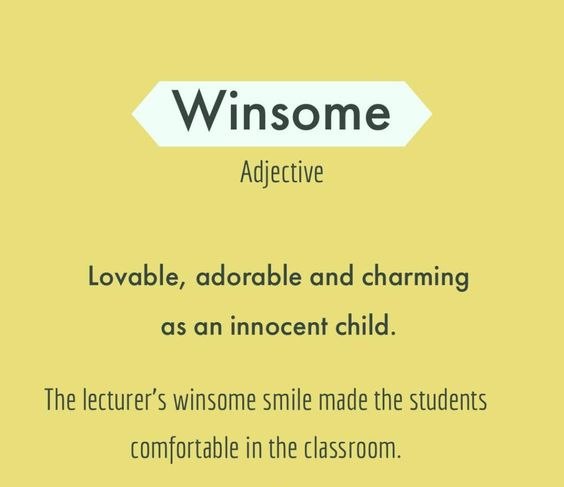 Winsome
Adjective
Lovable, adorable and charming
as an innocent child.
The lecturer’s winsome smile made the students
comfortable in the classroom.